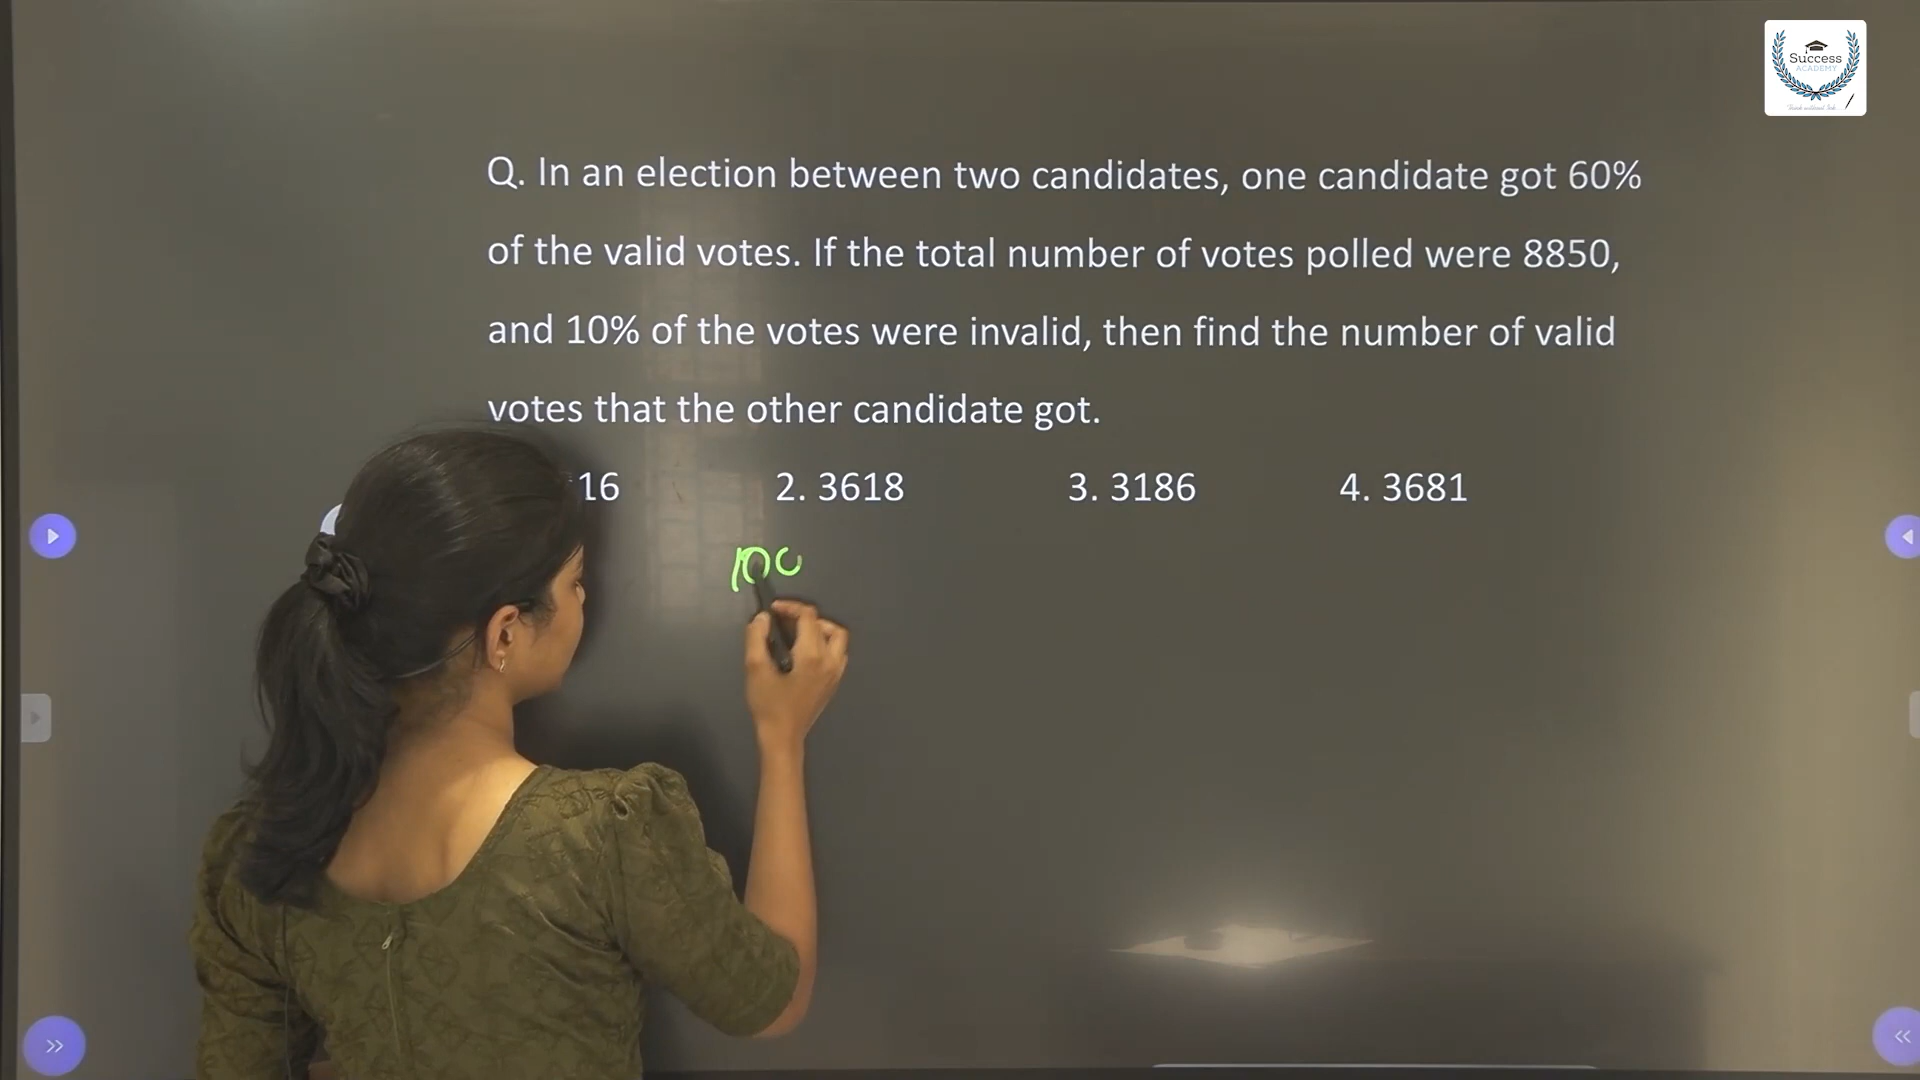 Success
ACADEMY
Q. In an election between two candidates, one candidate got 60%
of the valid votes. If the total number of votes polled were 8850,
and 10% of the votes were invalid, then find the number of valid
votes that the other candidate got.
16 2. 3618 3. 3186 4. 3681
100